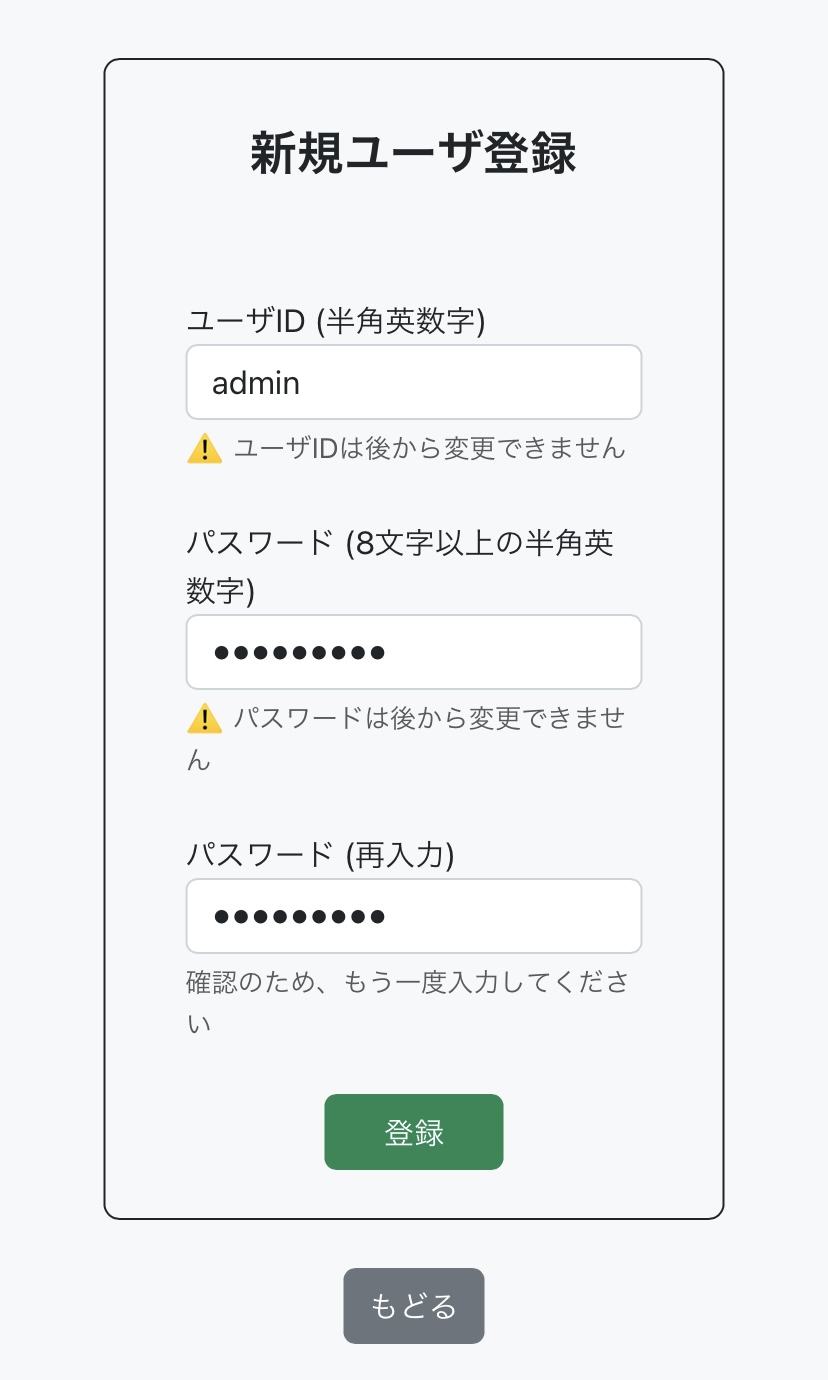 新規ユーザ登録
ユーザID (半角英数字)
admin
⚠️ ユーザIDは後から変更できません
パスワード (8文字以上の半角英
数字)
●●●●●●●●●
⚠️ パスワードは後から変更できませ
ん
パスワード (再入力)
●●●●●●●●●
確認のため、もう一度入力してくださ
い
登録
もどる